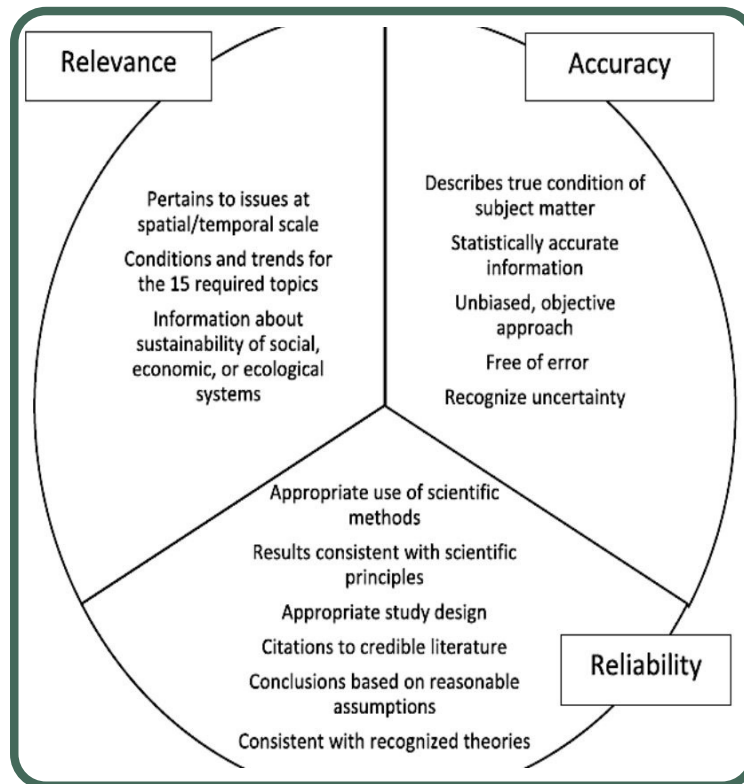 Relevance
Pertains to issues at
spatial/temporal scale
Conditions and trends for
the 15 required topics
Information about
sustainability of social,
economic, or ecological
systems
Accuracy
Describes true condition of
subject matter
Statistically accurate
information
Unbiased, objective
approach
Free of error
Recognize uncertainty
Appropriate use of scientific
methods
Results consistent with scientific
principles
Appropriate study design
Citations to credible literature
Conclusions based on reasonable
assumptions
Consistent with recognized theories
Reliability